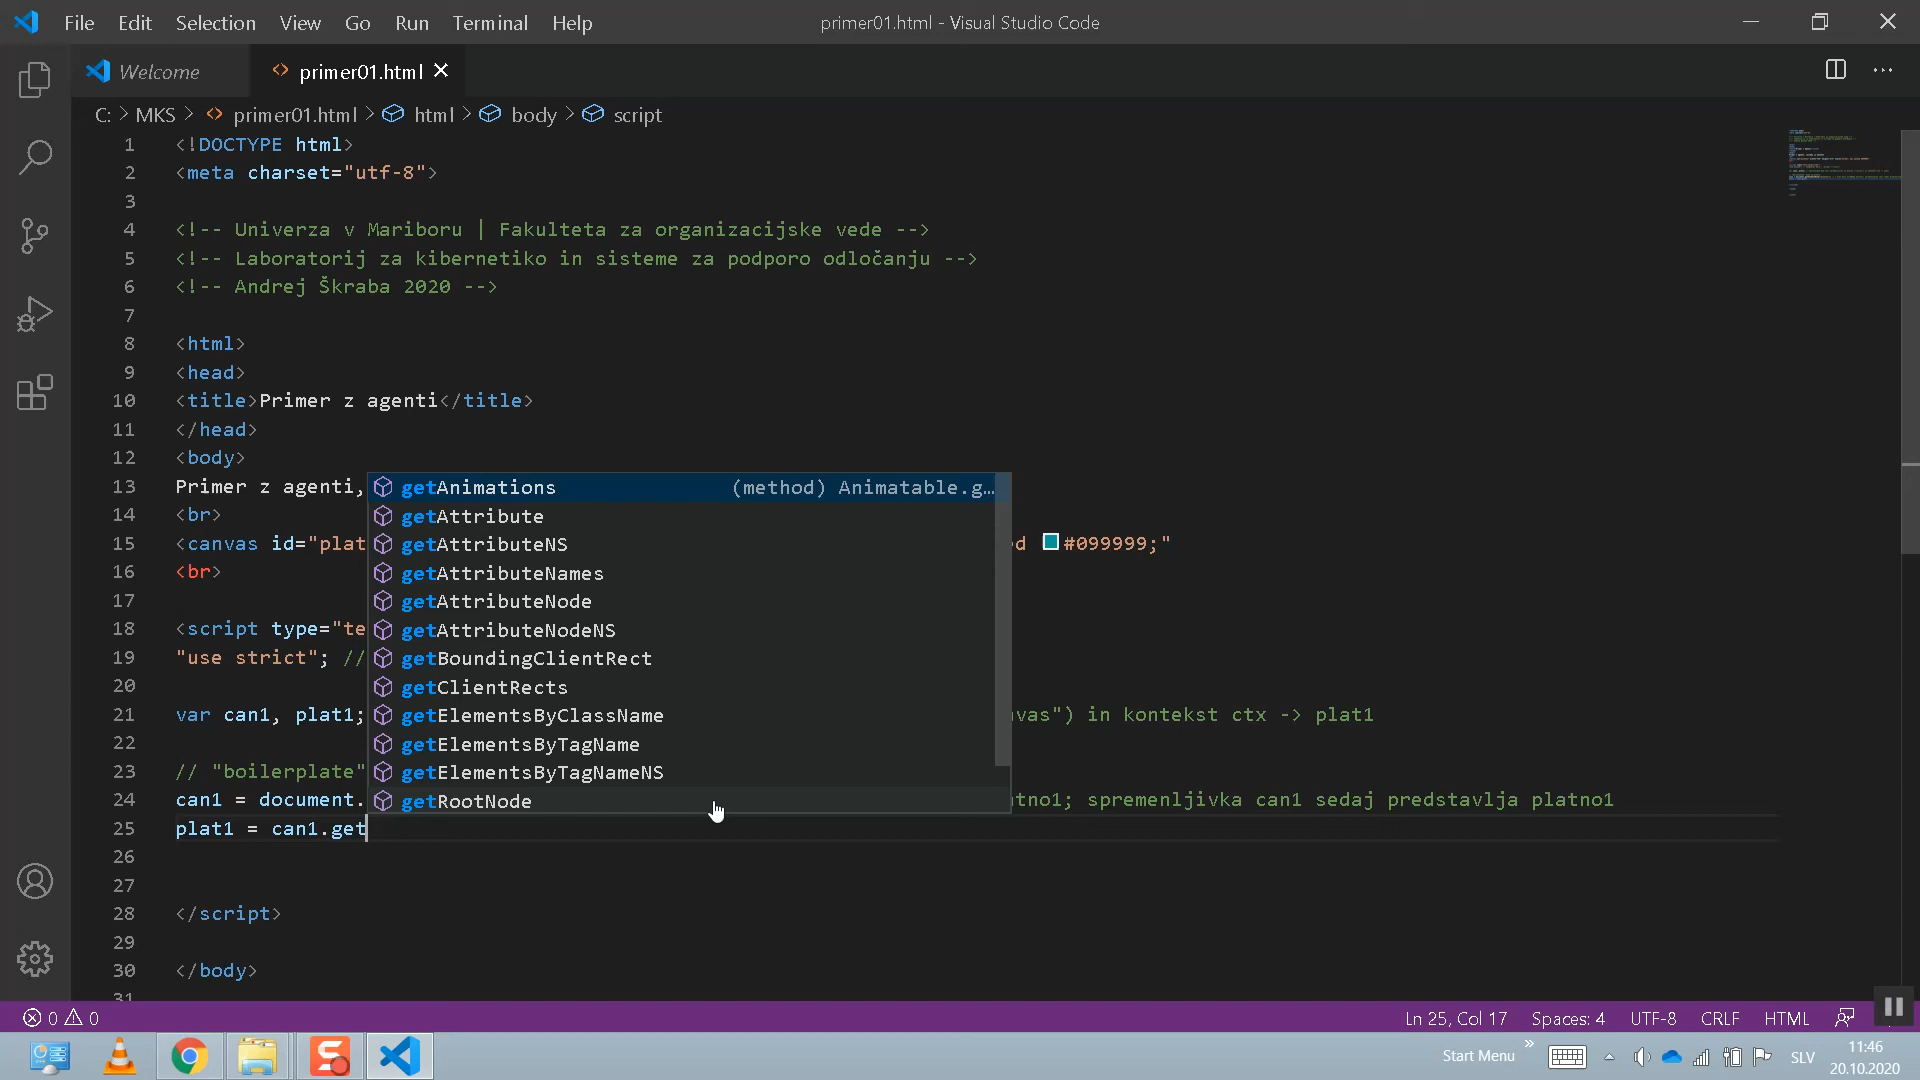 File Edit Selection View Go Run Terminal Help
primer01.html - Visual Studio Code
Welcome
primer01.html
C: > MKS > primer01.html > html > body > script
1 <!DOCTYPE html>
2 <meta charset="utf-8">
3
4 <!-- Univerza v Mariboru | Fakulteta za organizacijske vede -->
5 <!-- Laboratorij za kibernetiko in sisteme za podporo odločanju -->
6 <!-- Andrej Škraba 2020 -->
7
8 <html>
9 <head>
10 <title>Primer z agenti</title>
11 </head>
12 <body>
13 Primer z agenti,
14 <br>
15 <canvas id="plat d #099999;"
16 <br>
17
18 <script type="te
19 "use strict"; //
20
21 var can1, plat1; vas") in kontekst ctx -> plat1
22
23 // "boilerplate"
24 can1 = document. tno1; spremenljivka can1 sedaj predstavlja platno1
25 plat1 = can1.get
26
27
28 </script>
29
30 </body>
31
getAnimations (method) Animatable.g…
getAttribute
getAttributeNS
getAttributeNames
getAttributeNode
getAttributeNodeNS
getBoundingClientRect
getClientRects
getElementsByClassName
getElementsByTagName
getElementsByTagNameNS
getRootNode
0 0
Ln 25, Col 17 Spaces: 4 UTF-8 CRLF HTML
Start Menu » SLV
11:46
20.10.2020